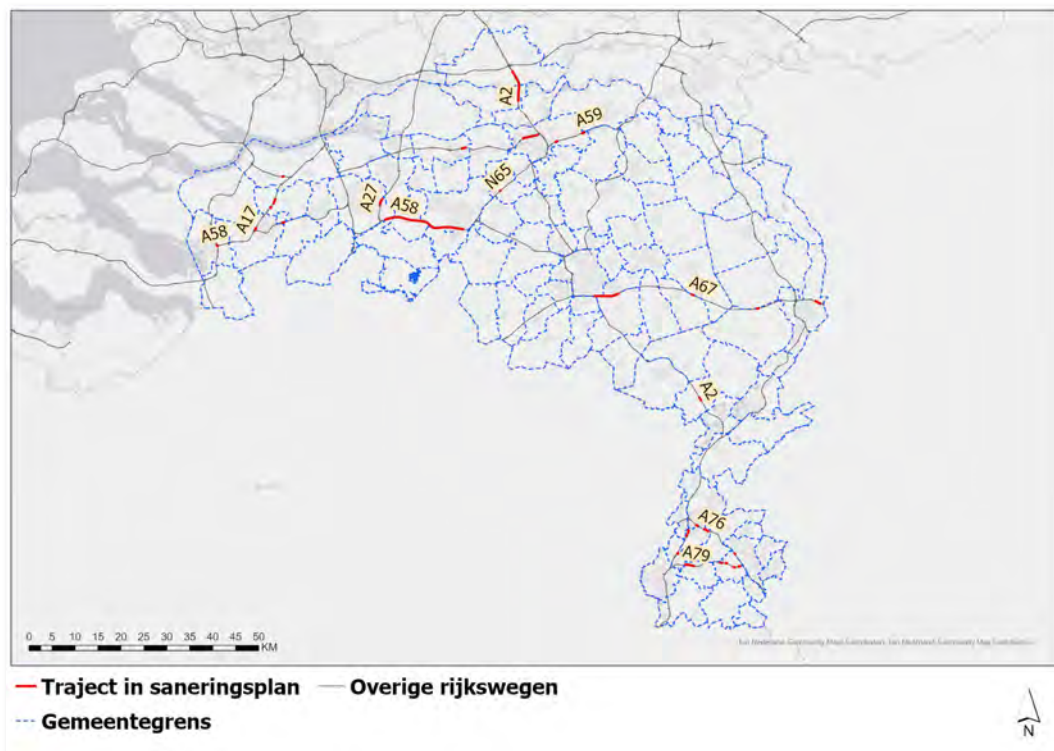 A2
A59
N65
A27
A58
A17
A58
A67
A2
A76
A79
0 5 10 15 20 25 30 35 40 45 50
KM
Traject in saneringsplan
Overige rijkswegen
Gemeentegrens
N